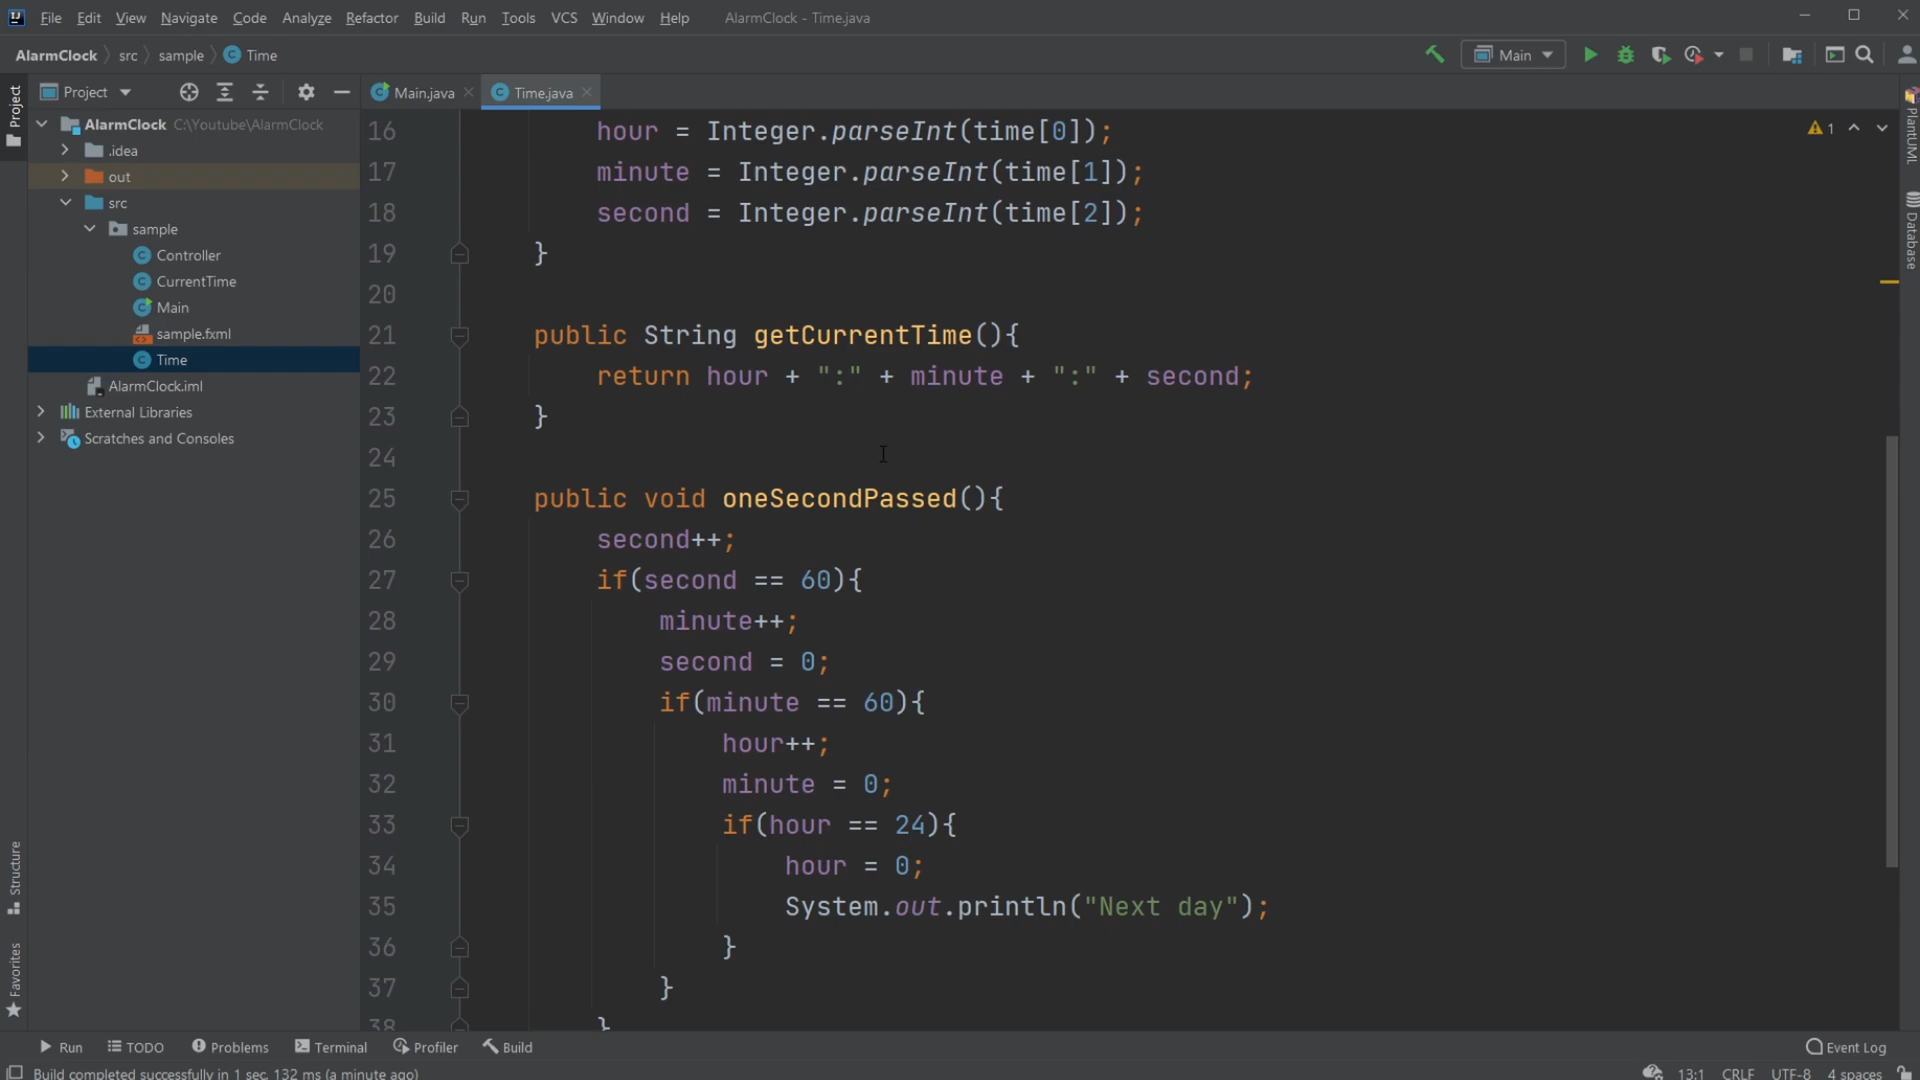 File Edit View Navigate Code Analyze Refactor Build Run Tools VCS Window Help AlarmClock - Time.java
AlarmClock src sample Time
Main
Project
Main.java Time.java
AlarmClock C:\Youtube\AlarmClock
.idea
out
src
sample
Controller
CurrentTime
Main
sample.fxml
Time
AlarmClock.iml
External Libraries
Scratches and Consoles
Project
Structure
Favorites
16 hour = Integer.parseInt(time[0]);
17 minute = Integer.parseInt(time[1]);
18 second = Integer.parseInt(time[2]);
19 }
20
21 public String getCurrentTime(){
22 return hour + ":" + minute + ":" + second;
23 }
24
25 public void oneSecondPassed(){
26 second++;
27 if(second == 60){
28 minute++;
29 second = 0;
30 if(minute == 60){
31 hour++;
32 minute = 0;
33 if(hour == 24){
34 hour = 0;
35 System.out.println("Next day");
36 }
37 }
38 }
1
PlantUML
Database
Run TODO Problems Terminal Profiler Build Event Log
Build completed successfully in 1 sec, 132 ms (a minute ago) 13:1 CRLF UTF-8 4 spaces